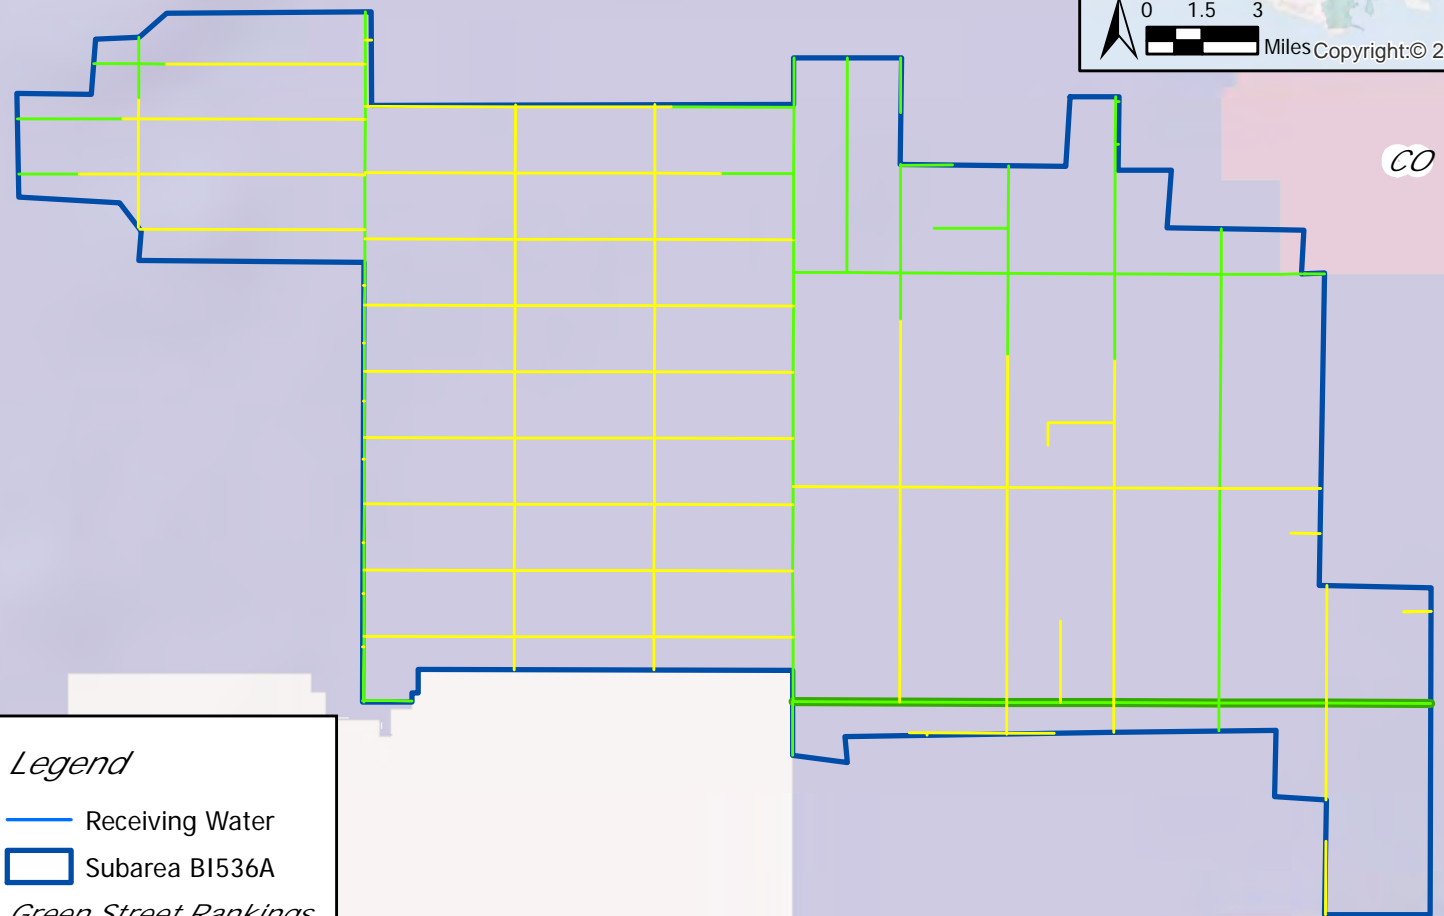 0 1.5 3
Miles
Copyright:© 2
CO
Legend
Receiving Water
Subarea BI536A
Green Street Rankings